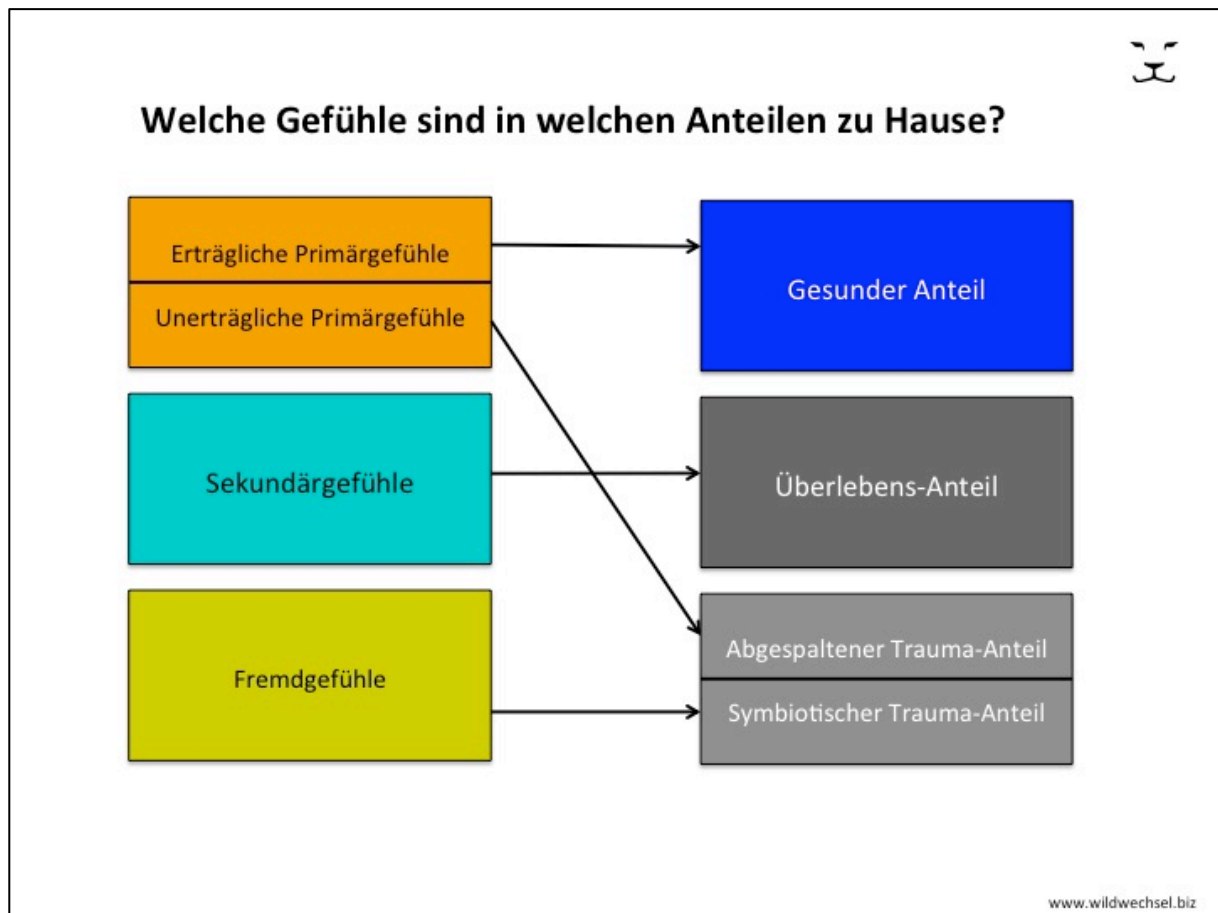 Welche Gefühle sind in welchen Anteilen zu Hause?
Erträgliche Primärgefühle
Unerträgliche Primärgefühle
Sekundärgefühle
Fremdgefühle
Gesunder Anteil
Überlebens-Anteil
Abgespaltener Trauma-Anteil
Symbiotischer Trauma-Anteil
www.wildwechsel.biz